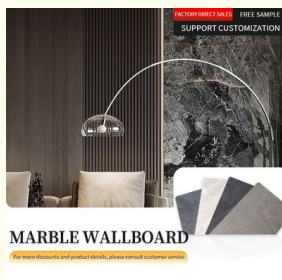 FACTORY DIRECT SALES FREE SAMPLE
SUPPORT CUSTOMIZATION
MARBLE WALLBOARD
For more discounts and product details, please consult customer service